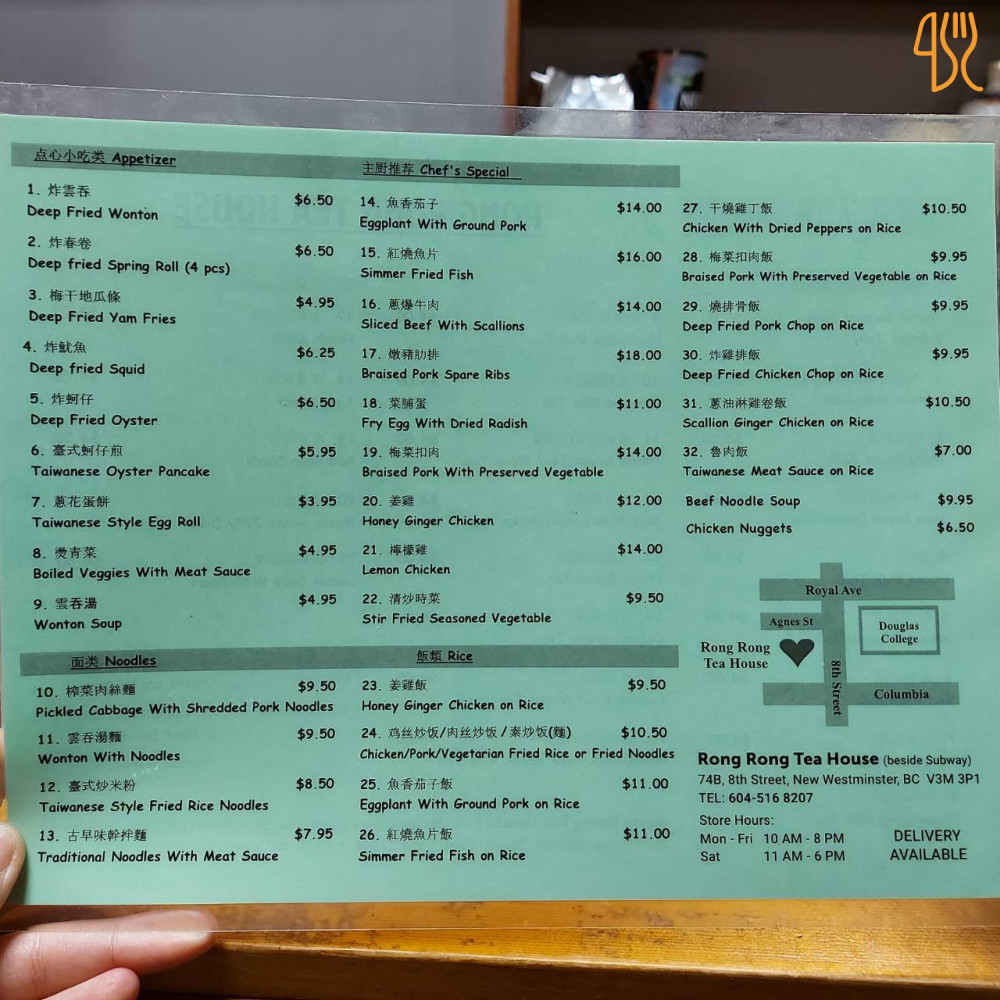 点心小吃类 Appetizer
1. 炸雲吞 $6.50
Deep Fried Wonton
2. 炸春卷 $6.50
Deep fried Spring Roll (4 pcs)
3. 梅干地瓜條 $4.95
Deep Fried Yam Fries
4. 炸魷魚 $6.25
Deep fried Squid
5. 炸蚵仔 $6.50
Deep Fried Oyster
6. 臺式蚵仔煎 $5.95
Taiwanese Oyster Pancake
7. 蔥花蛋餅 $3.95
Taiwanese Style Egg Roll
8. 燙青菜 $4.95
Boiled Veggies With Meat Sauce
9. 雲吞湯 $4.95
Wonton Soup
面类 Noodles
10. 榨菜肉絲麵 $9.50
Pickled Cabbage With Shredded Pork Noodles
11. 雲吞湯麵 $9.50
Wonton With Noodles
12. 臺式炒米粉 $8.50
Taiwanese Style Fried Rice Noodles
13. 古早味幹拌麵 $7.95
Traditional Noodles With Meat Sauce
主厨推荐 Chef's Special
14. 魚香茄子 $14.00
Eggplant With Ground Pork
15. 紅燒魚片 $16.00
Simmer Fried Fish
16. 蔥爆牛肉 $14.00
Sliced Beef With Scallions
17. 燉豬肋排 $18.00
Braised Pork Spare Ribs
18. 菜脯蛋 $11.00
Fry Egg With Dried Radish
19. 梅菜扣肉 $14.00
Braised Pork With Preserved Vegetable
20. 姜雞 $12.00
Honey Ginger Chicken
21. 檸檬雞 $14.00
Lemon Chicken
22. 清炒時菜 $9.50
Stir Fried Seasoned Vegetable
飯類 Rice
23. 姜雞飯 $9.50
Honey Ginger Chicken on Rice
24. 鸡丝炒饭/肉丝炒饭/素炒饭(麵) $10.50
Chicken/Pork/Vegetarian Fried Rice or Fried Noodles
25. 魚香茄子飯 $11.00
Eggplant With Ground Pork on Rice
26. 紅燒魚片飯 $11.00
Simmer Fried Fish on Rice
27. 干燒雞丁飯 $10.50
Chicken With Dried Peppers on Rice
28. 梅菜扣肉飯 $9.95
Braised Pork With Preserved Vegetable on Rice
29. 燒排骨飯 $9.95
Deep Fried Pork Chop on Rice
30. 炸雞排飯 $9.95
Deep Fried Chicken Chop on Rice
31. 蔥油淋雞卷飯 $10.50
Scallion Ginger Chicken on Rice
32. 魯肉飯 $7.00
Taiwanese Meat Sauce on Rice
Beef Noodle Soup $9.95
Chicken Nuggets $6.50
Royal Ave
Agnes St
Douglas
College
Rong Rong
Tea House
8th Street
Columbia
Rong Rong Tea House (beside Subway)
74B, 8th Street, New Westminster, BC V3M 3P1
TEL: 604-516 8207
Store Hours:
Mon - Fri 10 AM - 8 PM
Sat 11 AM - 6 PM
DELIVERY
AVAILABLE